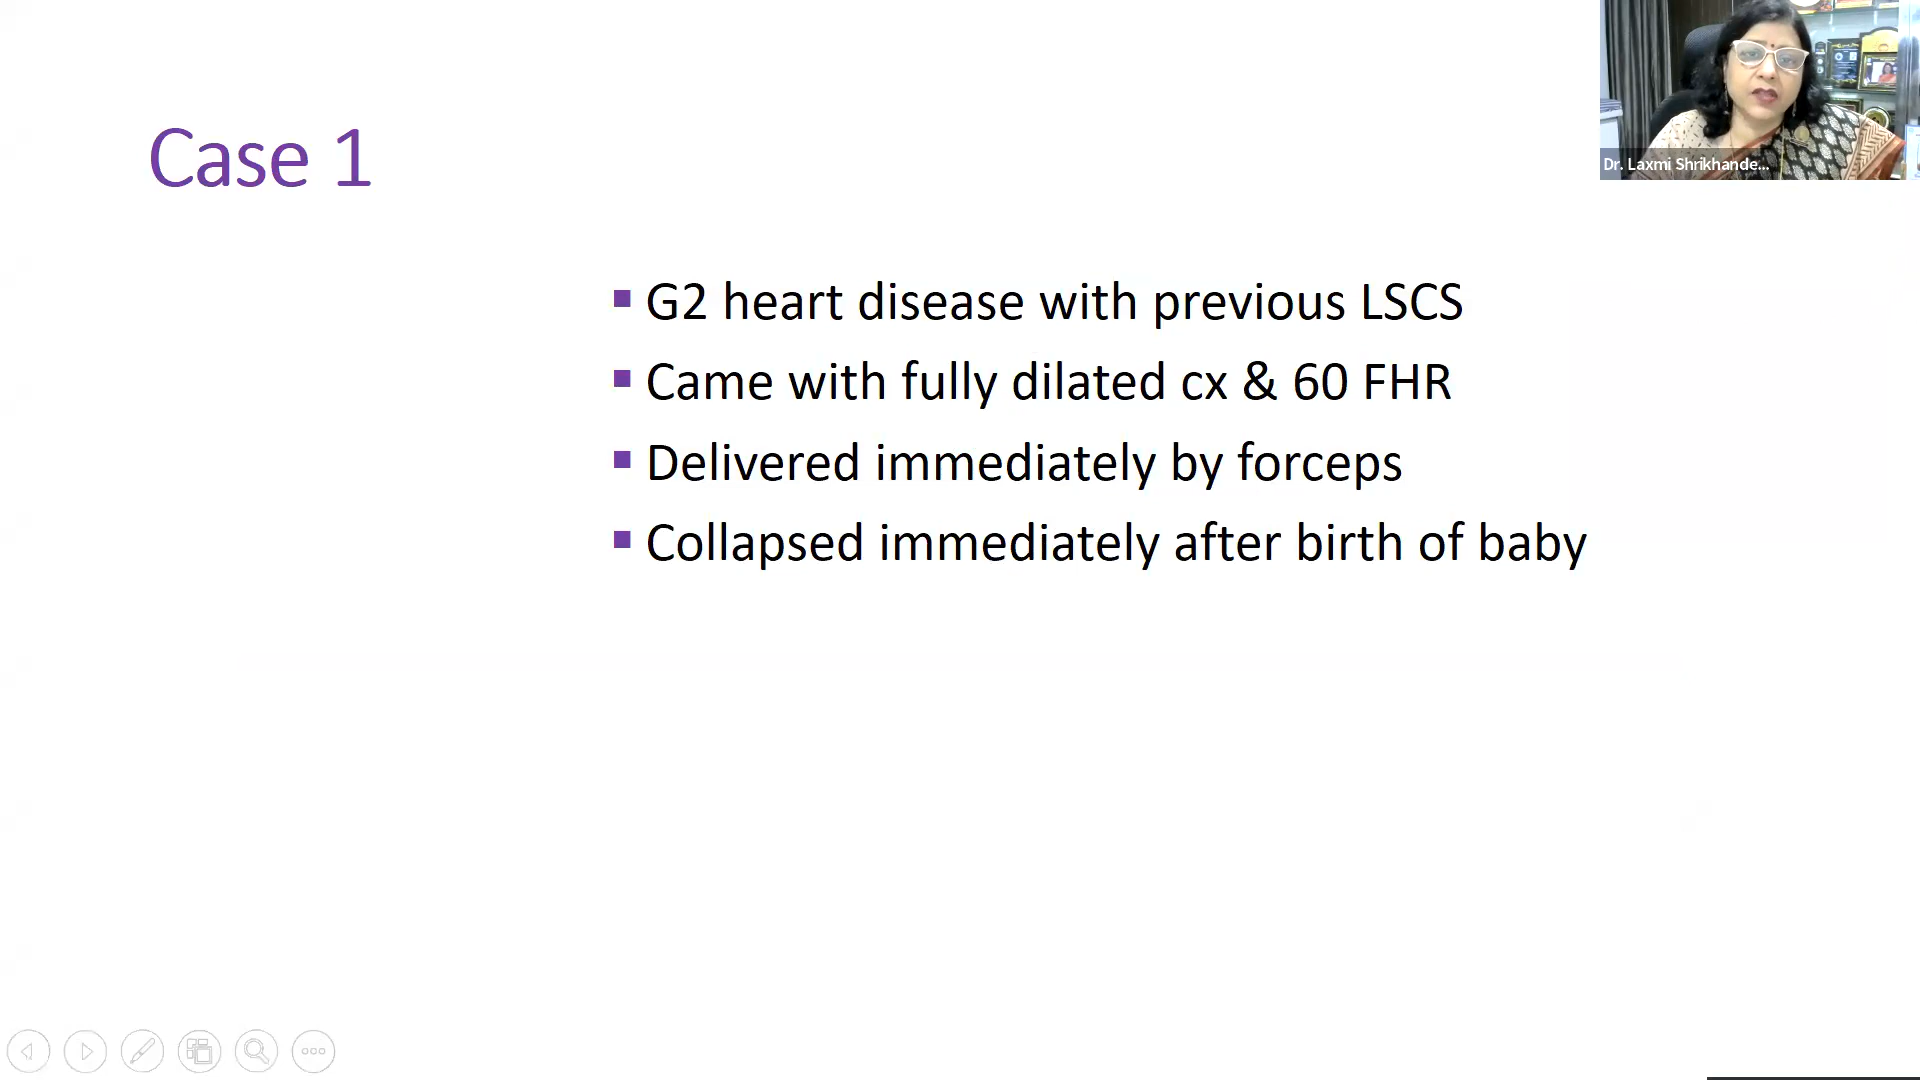 Case 1
Dr. Laxmi Shrikhande...
G2 heart disease with previous LSCS
Came with fully dilated cx & 60 FHR
Delivered immediately by forceps
Collapsed immediately after birth of baby